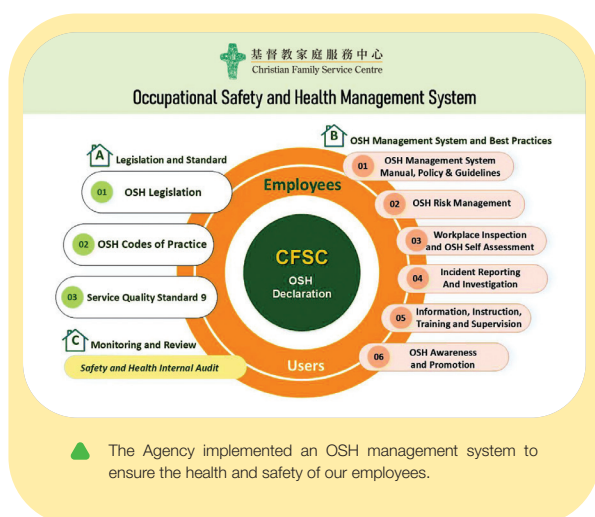 基督教家庭服務中心
Christian Family Service Centre
Occupational Safety and Health Management System
A
Legislation and Standard
01
OSH Legislation
02
OSH Codes of Practice
03
Service Quality Standard 9
C
Monitoring and Review
Safety and Health Internal Audit
Employees
CFSC
OSH
Declaration
Users
B
OSH Management System and Best Practices
01
OSH Management System
Manual, Policy & Guidelines
02
OSH Risk Management
03
Workplace Inspection
and OSH Self Assessment
04
Incident Reporting
And Investigation
05
Information, Instruction,
Training and Supervision
06
OSH Awareness
and Promotion
The Agency implemented an OSH management system to
ensure the health and safety of our employees.